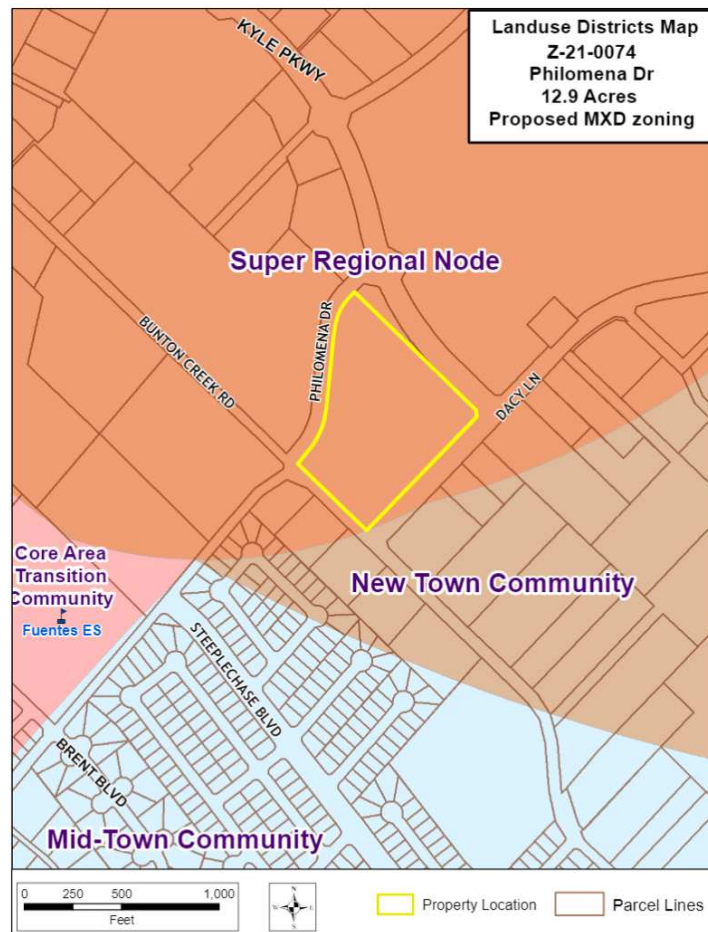 Landuse Districts Map
Z-21-0074
Philomena Dr
12.9 Acres
Proposed MXD zoning
KYLE PKWY
Super Regional Node
PHILOMENA DR
BUNTON CREEK RD
DACY LN
Core Area
Transition
Community
Fuentes ES
New Town Community
STEEPLECHASE BLVD
BRENT BLVD
Mid-Town Community
0 250 500 1,000
Feet
N
W E
S
Property Location
Parcel Lines